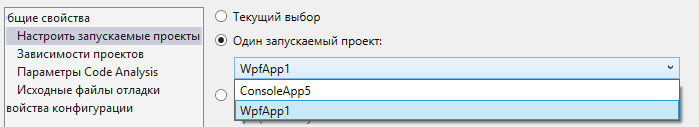 бщие свойства
Настроить запускаемые проекты
Зависимости проектов
Параметры Code Analysis
Исходные файлы отладки
войства конфигурации
Текущий выбор
Один запускаемый проект:
WpfApp1
ConsoleApp5
WpfApp1